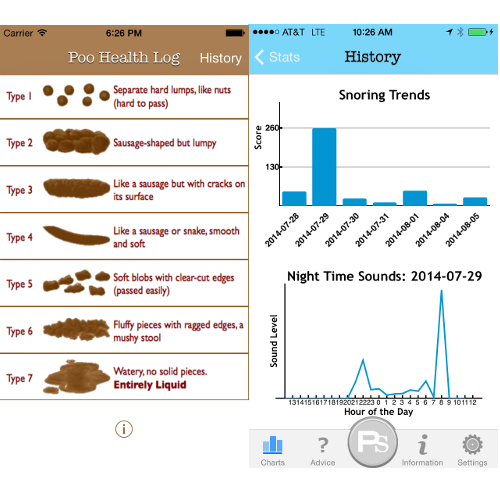 Carrier 6:26 PM
Poo Health Log History
Type 1 Separate hard lumps, like nuts
(hard to pass)
Type 2 Sausage-shaped but lumpy
Type 3 Like a sausage but with cracks on
its surface
Type 4 Like a sausage or snake, smooth
and soft
Type 5 Soft blobs with clear-cut edges
(passed easily)
Type 6 Fluffy pieces with ragged edges, a
mushy stool
Type 7 Watery, no solid pieces.
Entirely Liquid
i
AT&T LTE 10:26 AM
Stats History
Snoring Trends
Score
260
130
2014-07-28 2014-07-29 2014-07-30 2014-07-31 2014-08-01 2014-08-04 2014-08-05
Night Time Sounds: 2014-07-29
Sound Level
13 14 15 16 17 18 19 20 21 22 23 0 1 2 3 4 5 6 7 8 9 10 11 12
Hour of the Day
PS
Charts Advice Information Settings